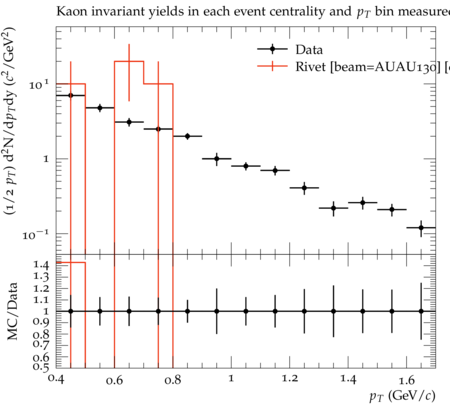 Kaon invariant yields in each event centrality and pT bin measure
Data
Rivet [beam=AUAU130] [
(1/2 pT) d²N/dpTdy (c²/GeV²)
10¹
1
10⁻¹
MC/Data
1.4
1.3
1.2
1.1
1
0.9
0.8
0.7
0.6
0.5
0.4 0.6 0.8 1 1.2 1.4 1.6
pT (GeV/c)